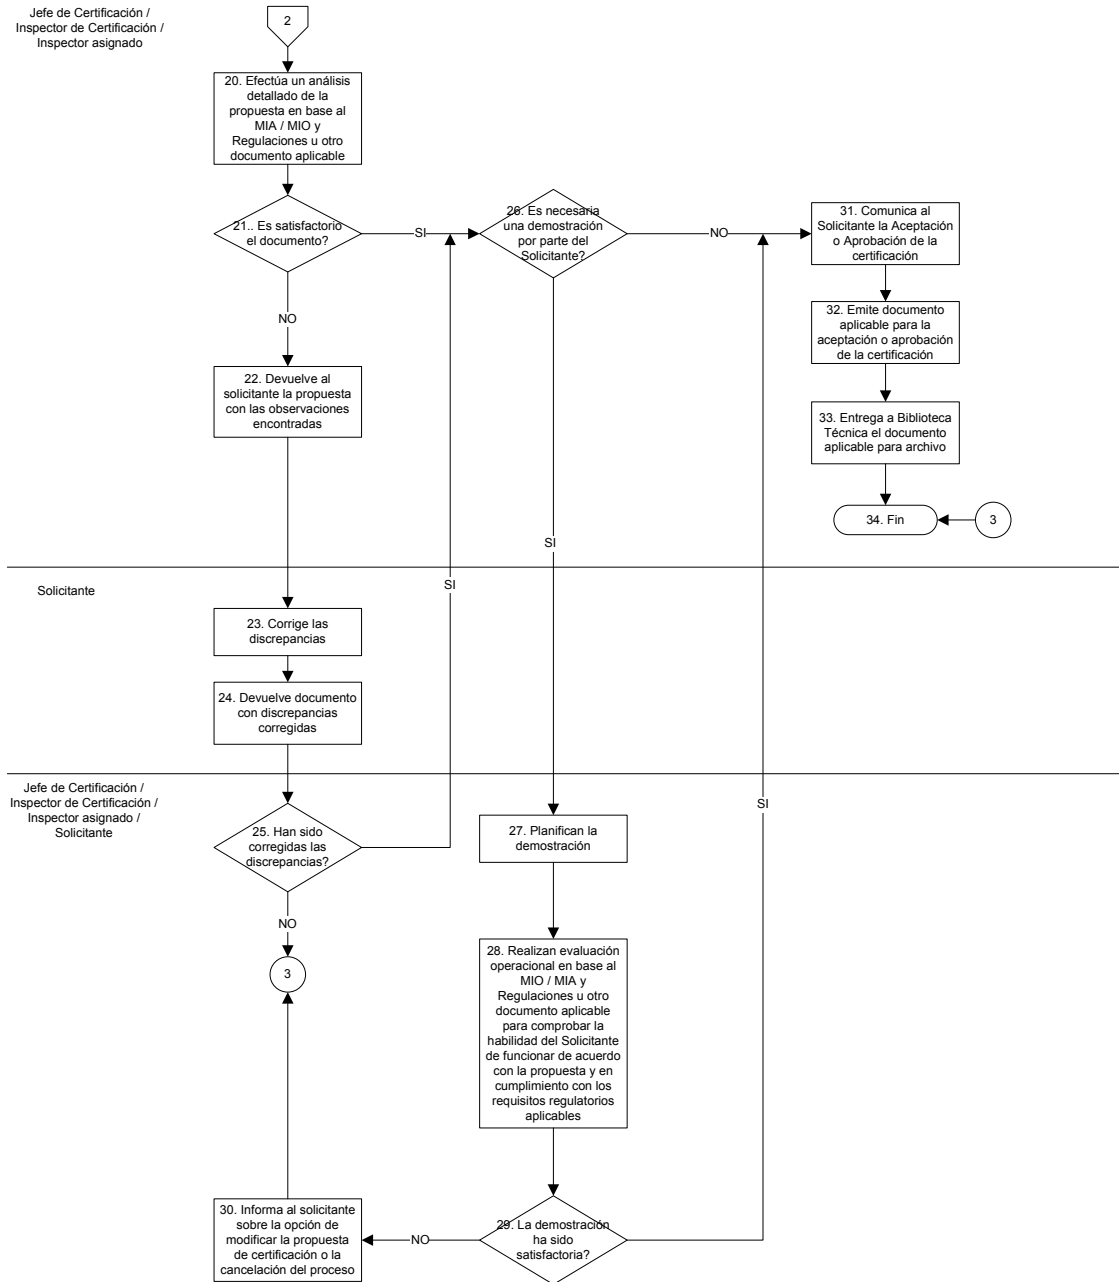 Jefe de Certificación /
Inspector de Certificación /
Inspector asignado
2
20. Efectúa un análisis
detallado de la
propuesta en base al
MIA / MIO y
Regulaciones u otro
documento aplicable
21.. Es satisfactorio
el documento?
SI
26. Es necesaria
una demostración
por parte del
Solicitante?
NO
31. Comunica al
Solicitante la Aceptación
o Aprobación de la
certificación
32. Emite documento
aplicable para la
aceptación o aprobación
de la certificación
NO
22. Devuelve al
solicitante la propuesta
con las observaciones
encontradas
33. Entrega a Biblioteca
Técnica el documento
aplicable para archivo
34. Fin
3
SI
SI
Solicitante
23. Corrige las
discrepancias
24. Devuelve documento
con discrepancias
corregidas
Jefe de Certificación /
Inspector de Certificación /
Inspector asignado /
Solicitante
SI
25. Han sido
corregidas las
discrepancias?
27. Planifican la
demostración
NO
3
28. Realizan evaluación
operacional en base al
MIO / MIA y
Regulaciones u otro
documento aplicable
para comprobar la
habilidad del Solicitante
de funcionar de acuerdo
con la propuesta y en
cumplimiento con los
requisitos regulatorios
aplicables
30. Informa al solicitante
sobre la opción de
modificar la propuesta
de certificación o la
cancelación del proceso
NO
29. La demostración
ha sido
satisfactoria?